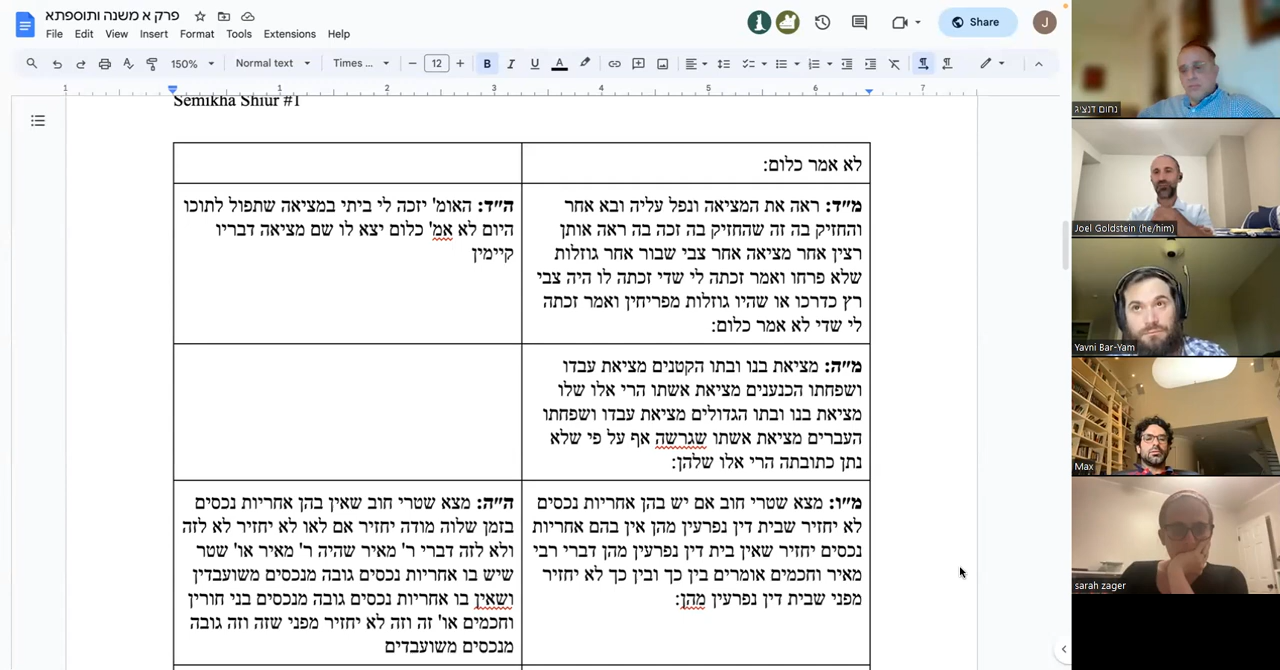 פרק א משנה ותוספתא
File Edit View Insert Format Tools Extensions Help
Share
J
150% Normal text Times ... 12 B I U A
1 1 2 3 4 5 6 7
Semikha Shiur #1
לא אמר כלום:
מ״ד: ראה את המציאה ונפל עליה ובא אחר
והחזיק בה זה שהחזיק בה זכה בה ראה אותן
רצין אחר מציאה אחר צבי שבור אחר גוזלות
שלא פרחו ואמר זכתה לי שדי זכתה לו היה צבי
רץ כדרכו או שהיו גוזלות מפריחין ואמר זכתה
לי שדי לא אמר כלום:
ה״ד: האומ' יזכה לי ביתי במציאה שתפול לתוכו
היום לא אמ' כלום יצא לו שם מציאה דבריו
קיימין
מ״ה: מציאת בנו ובתו הקטנים מציאת עבדו
ושפחתו הכנענים מציאת אשתו הרי אלו שלו
מציאת בנו ובתו הגדולים מציאת עבדו ושפחתו
העברים מציאת אשתו שגרשה אף על פי שלא
נתן כתובתה הרי אלו שלהן:
מ״ו: מצא שטרי חוב אם יש בהן אחריות נכסים
לא יחזיר שבית דין נפרעין מהן אין בהם אחריות
נכסים יחזיר שאין בית דין נפרעין מהן דברי רבי
מאיר וחכמים אומרים בין כך ובין כך לא יחזיר
מפני שבית דין נפרעין מהן:
ה״ה: מצא שטרי חוב שאין בהן אחריות נכסים
בזמן שלוה מודה יחזיר אם לאו לא יחזיר לא לזה
ולא לזה דברי ר' מאיר שהיה ר' מאיר או' שטר
שיש בו אחריות נכסים גובה מנכסים משועבדין
ושאין בו אחריות נכסים גובה מנכסים בני חורין
וחכמים או' זה וזה לא יחזיר מפני שזה וזה גובה
מנכסים משועבדים
נחום דנציג
Joel Goldstein (he/him)
Yavni Bar-Yam
Max
sarah zager